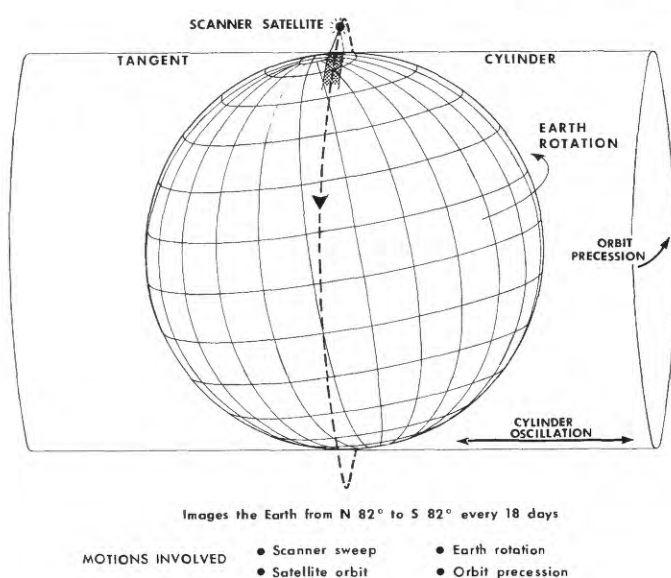 SCANNER SATELLITE
TANGENT
CYLINDER
EARTH
ROTATION
ORBIT
PRECESSION
CYLINDER
OSCILLATION
Images the Earth from N 82° to S 82° every 18 days
MOTIONS INVOLVED
● Scanner sweep
● Earth rotation
● Satellite orbit
● Orbit precession